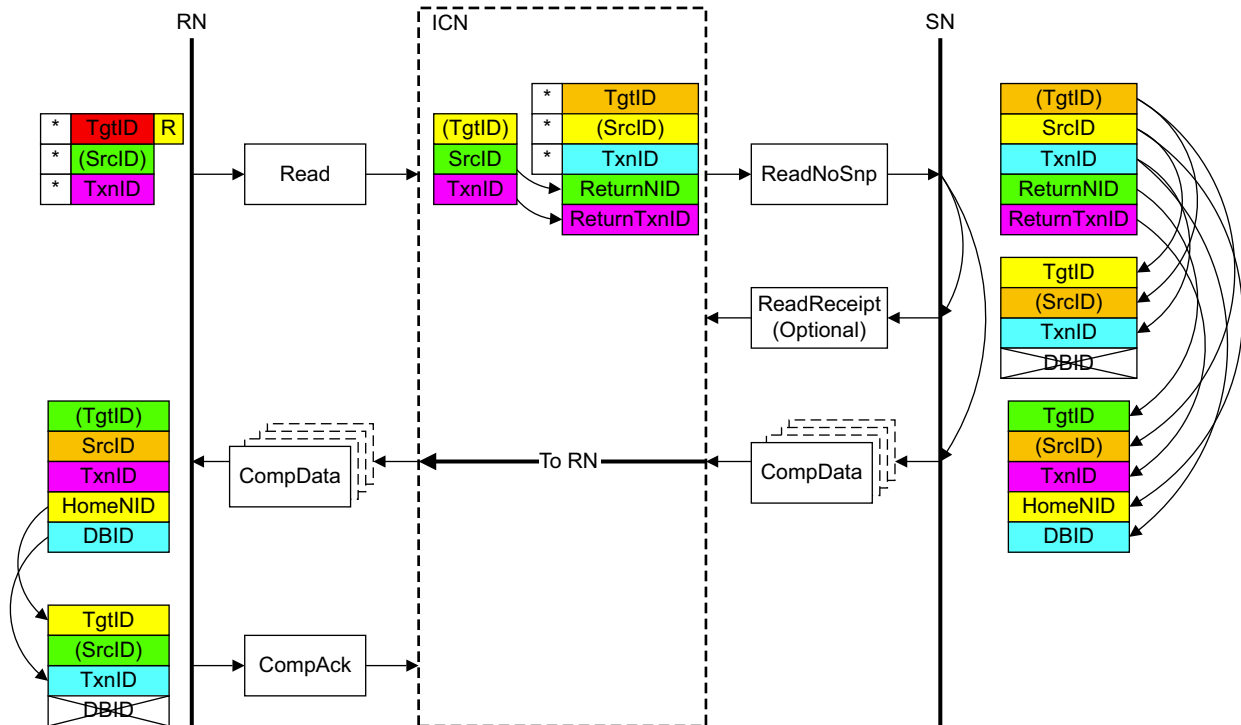 RN
ICN
SN
* TgtID R
* (SrcID)
* TxnID
Read
(TgtID)
SrcID
TxnID
* TgtID
* (SrcID)
* TxnID
ReturnNID
ReturnTxnID
ReadNoSnp
(TgtID)
SrcID
TxnID
ReturnNID
ReturnTxnID
ReadReceipt
(Optional)
TgtID
(SrcID)
TxnID
DBID
(TgtID)
SrcID
TxnID
HomeNID
DBID
CompData
To RN
CompData
TgtID
(SrcID)
TxnID
HomeNID
DBID
TgtID
(SrcID)
TxnID
DBID
CompAck